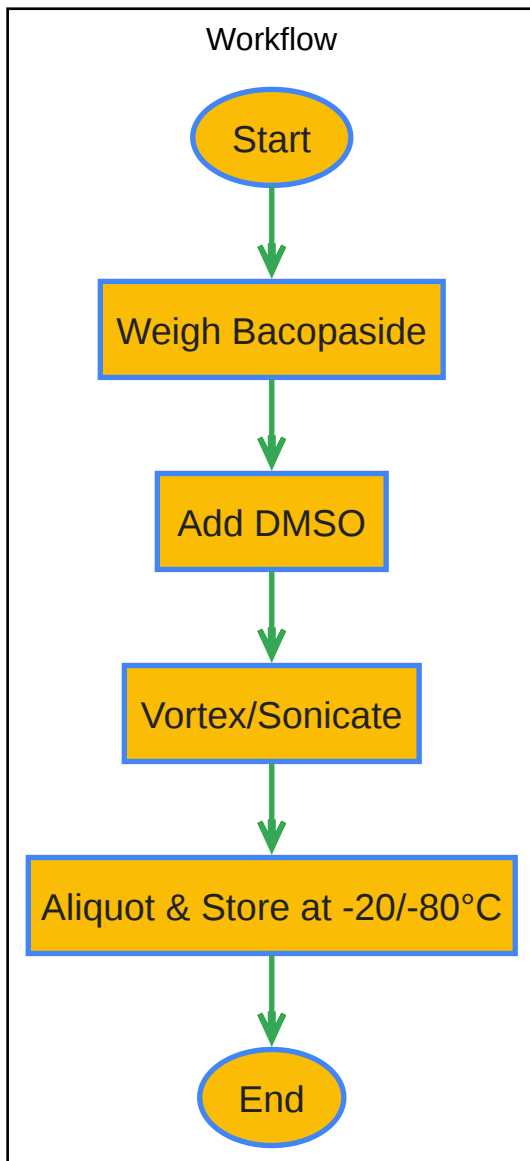 Workflow
Start
Weigh Bacopaside
Add DMSO
Vortex/Sonicate
Aliquot & Store at -20/-80°C
End